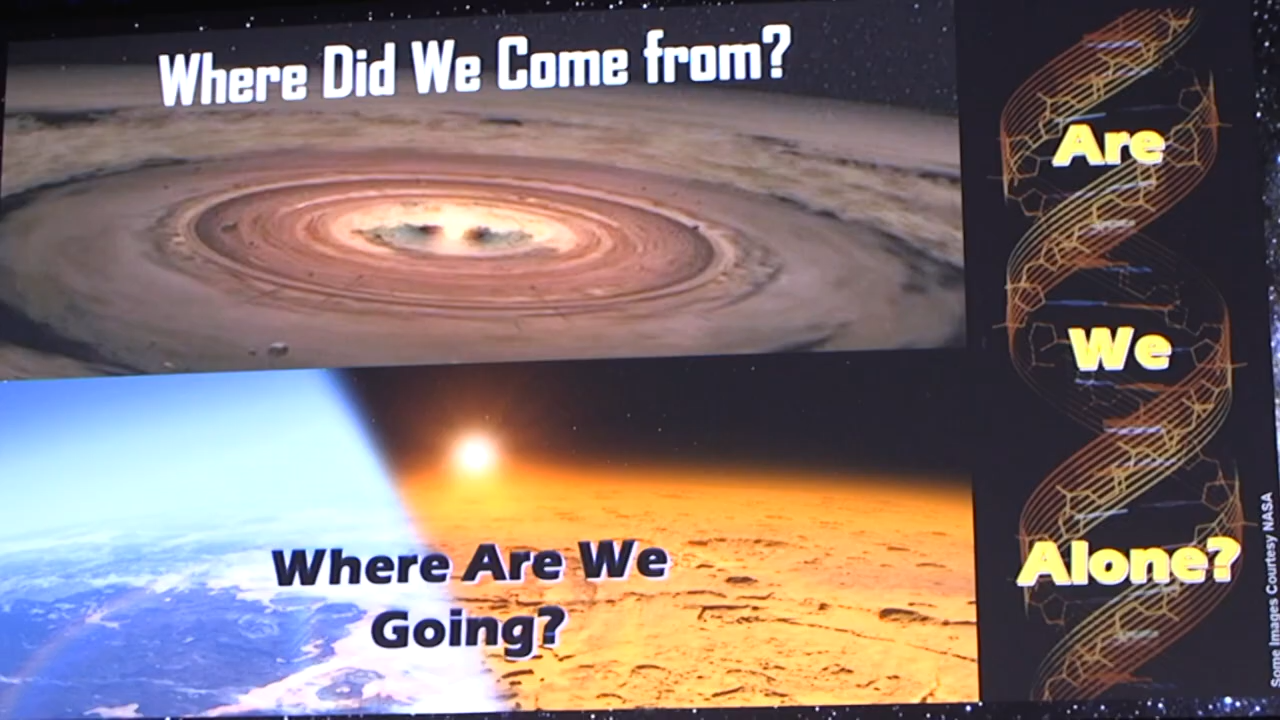 Where Did We Come from?
Where Are We
Going?
Are
We
Alone?
Some Images Courtesy NASA